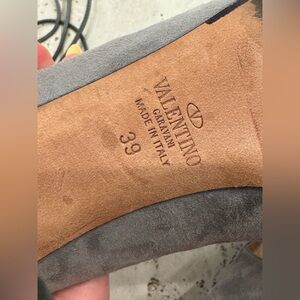 V
VALENTINO
GARAVANI
MADE IN ITALY
39